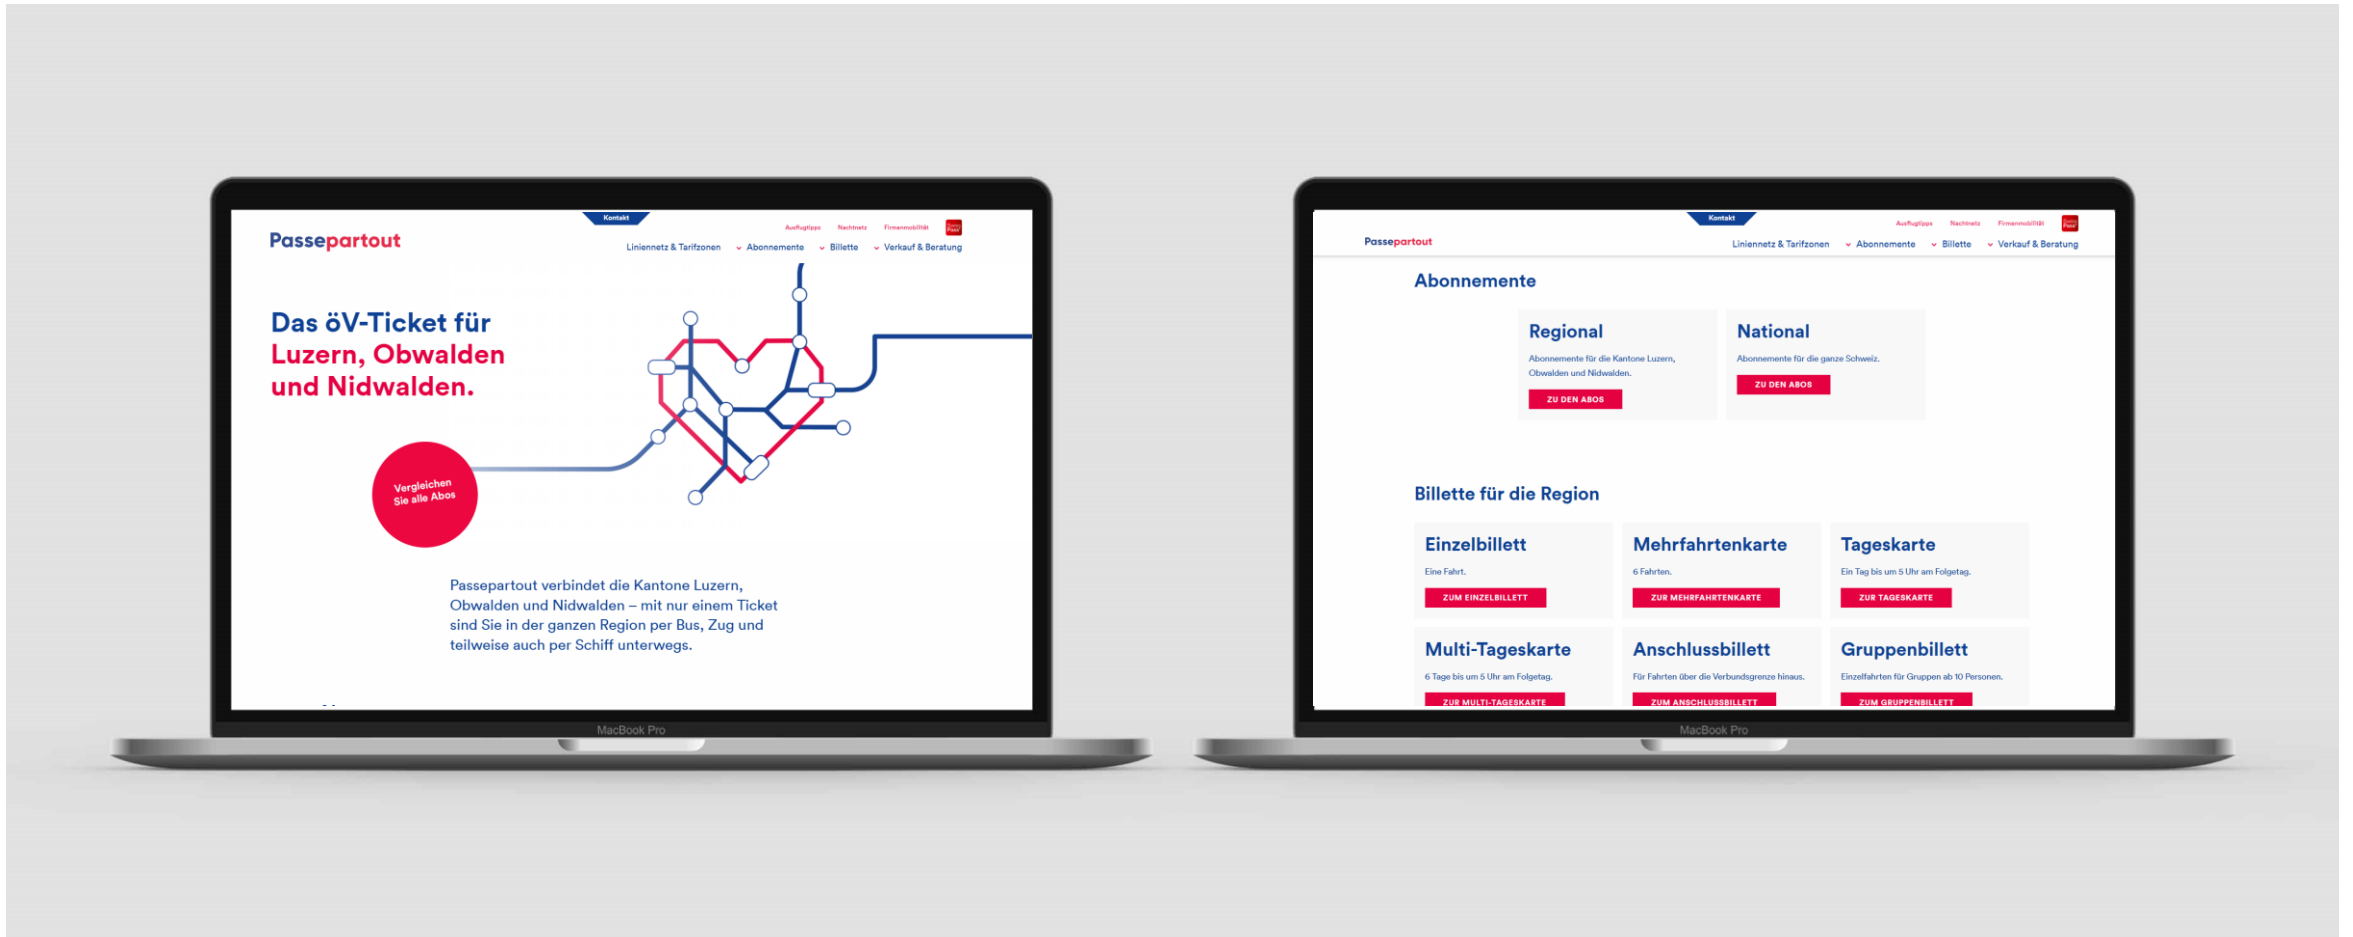 Kontakt
Ausflugtipps Nachtnetz Firmenmobilität
Passepartout
Liniennetz & Tarifzonen Abonnemente Billette Verkauf & Beratung
Das öV-Ticket für
Luzern, Obwalden
und Nidwalden.
Vergleichen
Sie alle Abos
Passepartout verbindet die Kantone Luzern,
Obwalden und Nidwalden – mit nur einem Ticket
sind Sie in der ganzen Region per Bus, Zug und
teilweise auch per Schiff unterwegs.
MacBook Pro
Kontakt
Ausflugtipps Nachtnetz Firmenmobilität
Passepartout
Liniennetz & Tarifzonen Abonnemente Billette Verkauf & Beratung
Abonnemente
Regional
Abonnemente für die Kantone Luzern,
Obwalden und Nidwalden.
ZU DEN ABOS
National
Abonnemente für die ganze Schweiz.
ZU DEN ABOS
Billette für die Region
Einzelbillett
Eine Fahrt.
ZUM EINZELBILLETT
Mehrfahrtenkarte
6 Fahrten.
ZUR MEHRFAHRTENKARTE
Tageskarte
Ein Tag bis um 5 Uhr am Folgetag.
ZUR TAGESKARTE
Multi-Tageskarte
6 Tage bis um 5 Uhr am Folgetag.
ZUR MULTI-TAGESKARTE
Anschlussbillett
Für Fahrten über die Verbundsgrenze hinaus.
ZUM ANSCHLUSSBILLETT
Gruppenbillett
Einzelfahrten für Gruppen ab 10 Personen.
ZUM GRUPPENBILLETT
MacBook Pro